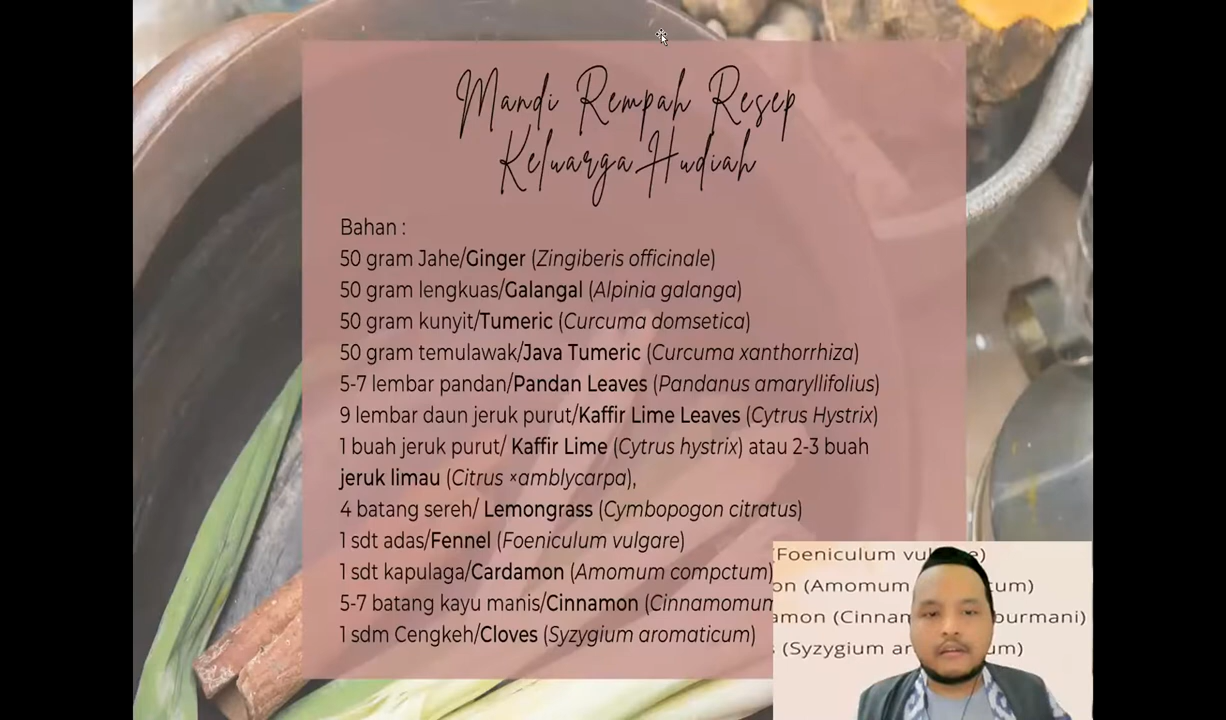 Mandi Rempah Resep
Keluarga Hudiah
Bahan :
50 gram Jahe/Ginger (Zingiberis officinale)
50 gram lengkuas/Galangal (Alpinia galanga)
50 gram kunyit/Tumeric (Curcuma domsetica)
50 gram temulawak/Java Tumeric (Curcuma xanthorrhiza)
5-7 lembar pandan/Pandan Leaves (Pandanus amaryllifolius)
9 lembar daun jeruk purut/Kaffir Lime Leaves (Cytrus Hystrix)
1 buah jeruk purut/ Kaffir Lime (Cytrus hystrix) atau 2-3 buah
jeruk limau (Citrus ×amblycarpa),
4 batang sereh/ Lemongrass (Cymbopogon citratus)
1 sdt adas/Fennel (Foeniculum vulgare)
1 sdt kapulaga/Cardamon (Amomum compctum)
5-7 batang kayu manis/Cinnamon (Cinnamomum
1 sdm Cengkeh/Cloves (Syzygium aromaticum)
(Foeniculum
on (Amomum
burmani)
(Syzygium